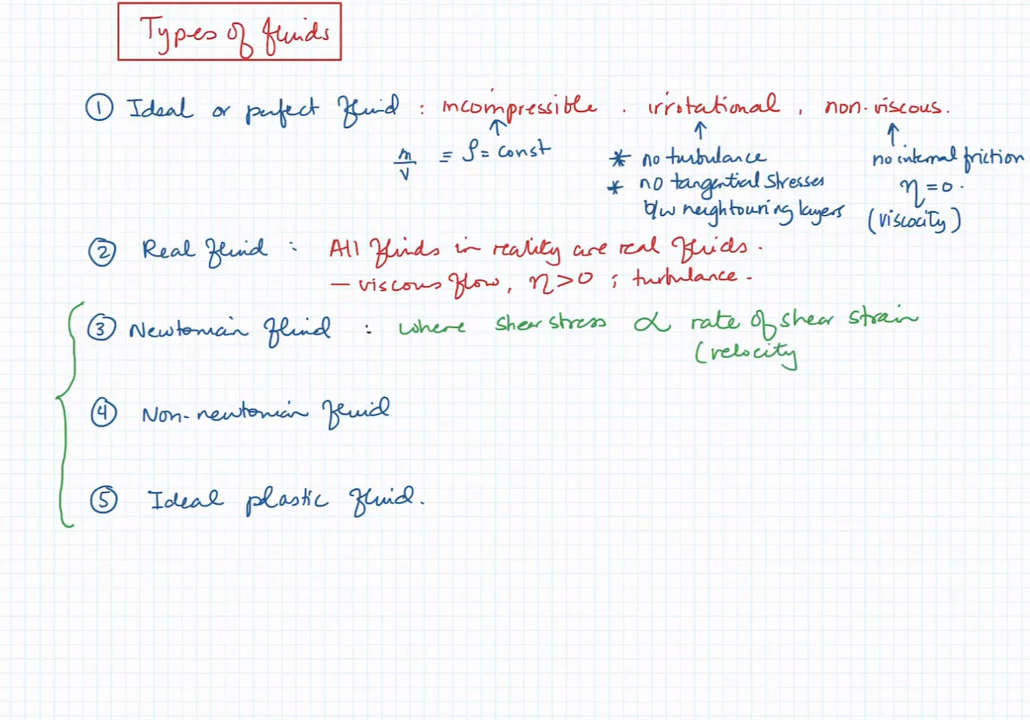 Types of fluids
① Ideal or perfect fluid : incompressible . irrotational , non-viscous.
m/V ≡ ρ = const
* no turbulance
* no tangential stresses
b/w neightouring layers
no internal friction
η = 0.
(viscocity)
② Real fluid : All fluids in reality are real fluids.
— viscous flow, η > 0 ; turbulance.
③ Newtonian fluid : where shear stress ∝ rate of shear strain
(velocity
④ Non-newtonian fluid
⑤ Ideal plastic fluid.